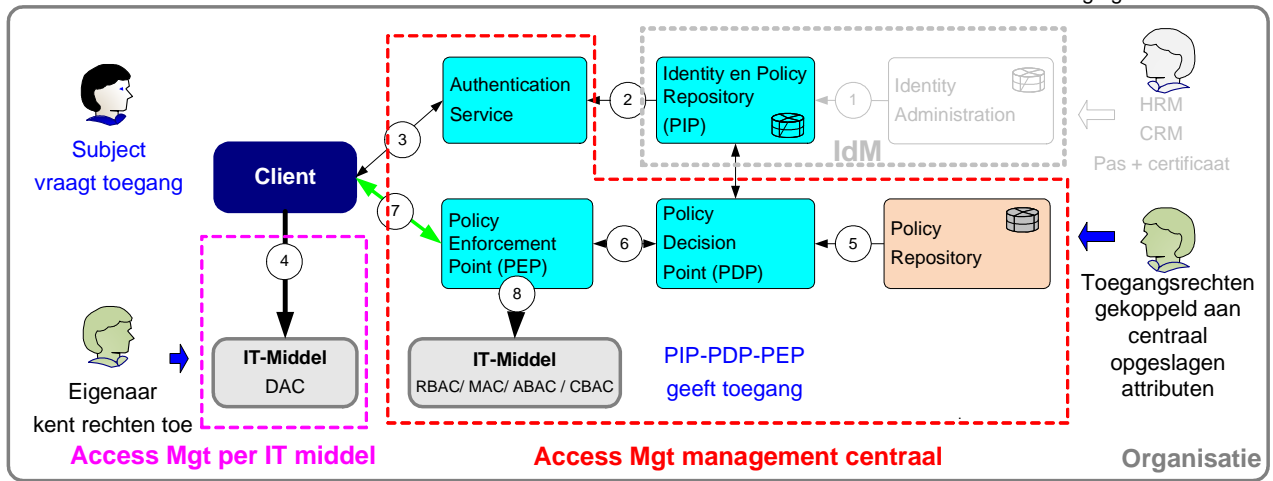 Subject
vraagt toegang
Client
Authentication
Service
Identity en Policy
Repository
(PIP)
Identity
Administration
IdM
HRM
CRM
Pas + certificaat
1
2
3
4
5
6
7
8
Policy
Enforcement
Point (PEP)
Policy
Decision
Point (PDP)
Policy
Repository
Toegangsrechten
gekoppeld aan
centraal
opgeslagen
attributen
Eigenaar
kent rechten toe
IT-Middel
DAC
IT-Middel
RBAC/ MAC/ ABAC / CBAC
PIP-PDP-PEP
geeft toegang
Access Mgt per IT middel
Access Mgt management centraal
Organisatie